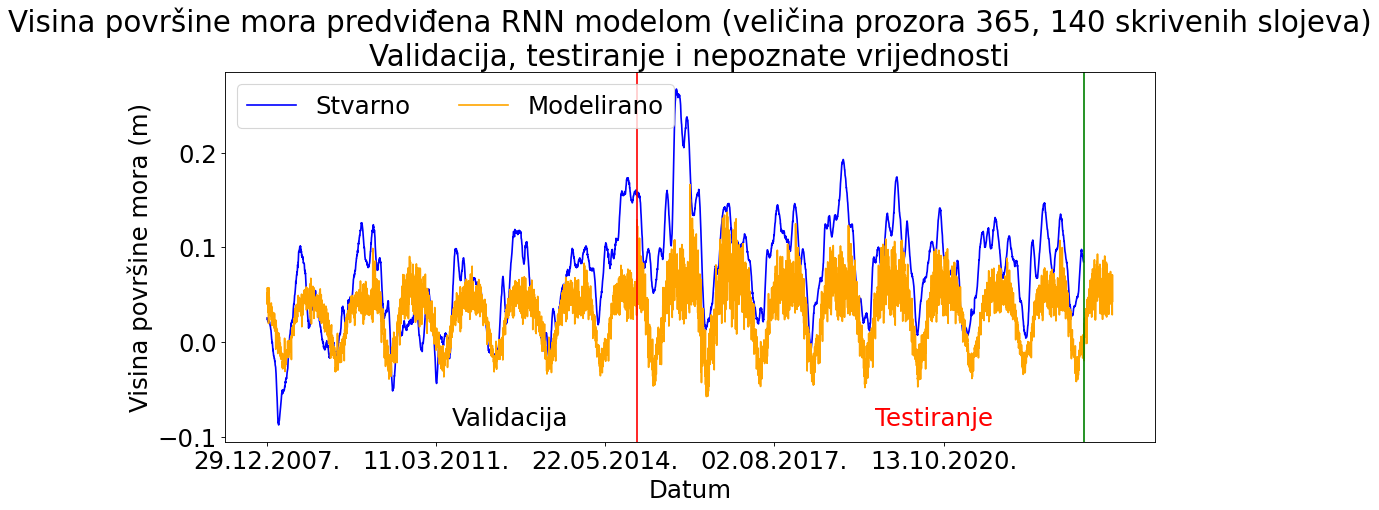 Visina površine mora predviđena RNN modelom (veličina prozora 365, 140 skrivenih slojeva)
Validacija, testiranje i nepoznate vrijednosti
Stvarno
Modelirano
Visina površine mora (m)
0.2
0.1
0.0
−0.1
Validacija
Testiranje
29.12.2007.
11.03.2011.
22.05.2014.
02.08.2017.
13.10.2020.
Datum